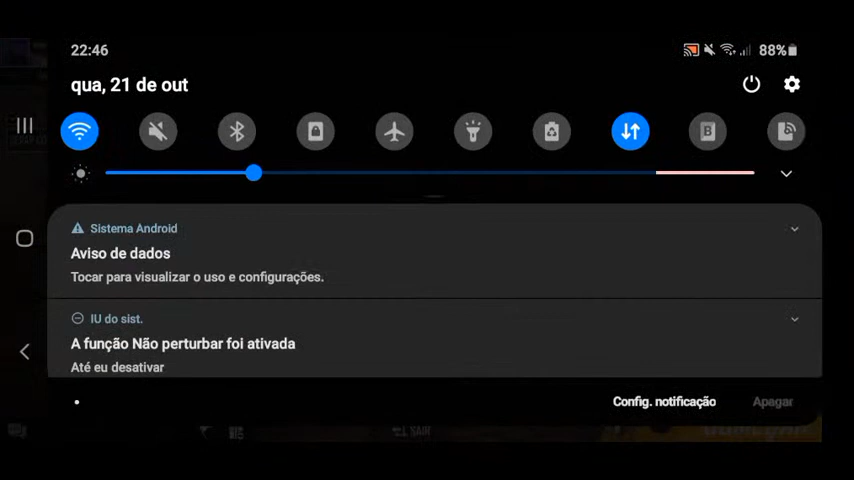 22:46
88%
qua, 21 de out
Sistema Android
Aviso de dados
Tocar para visualizar o uso e configurações.
IU do sist.
A função Não perturbar foi ativada
Até eu desativar
Config. notificação
Apagar
SAIR